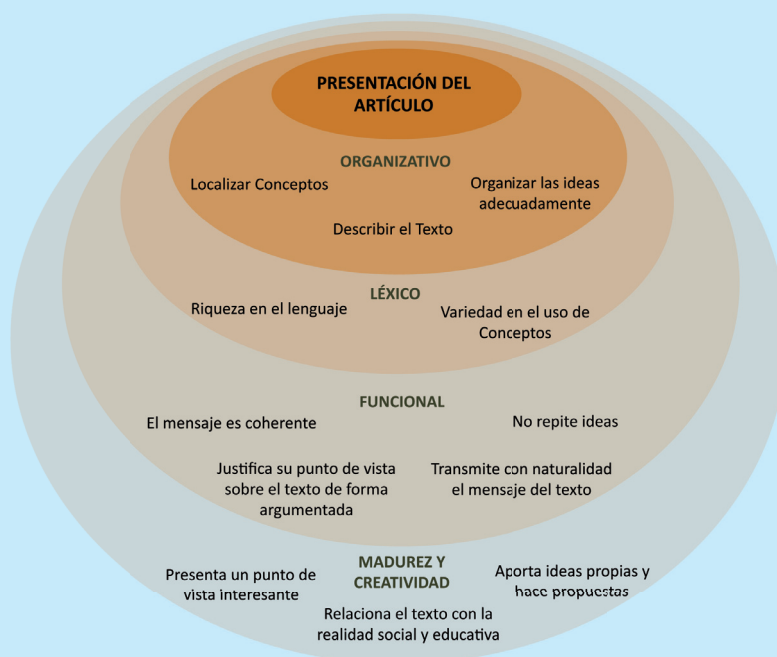 PRESENTACIÓN DEL
ARTÍCULO
ORGANIZATIVO
Localizar Conceptos
Organizar las ideas
adecuadamente
Describir el Texto
LÉXICO
Riqueza en el lenguaje
Variedad en el uso de
Conceptos
FUNCIONAL
El mensaje es coherente
No repite ideas
Justifica su punto de vista
sobre el texto de forma
argumentada
Transmite con naturalidad
el mensaje del texto
MADUREZ Y
CREATIVIDAD
Presenta un punto de
vista interesante
Aporta ideas propias y
hace propuestas
Relaciona el texto con la
realidad social y educativa